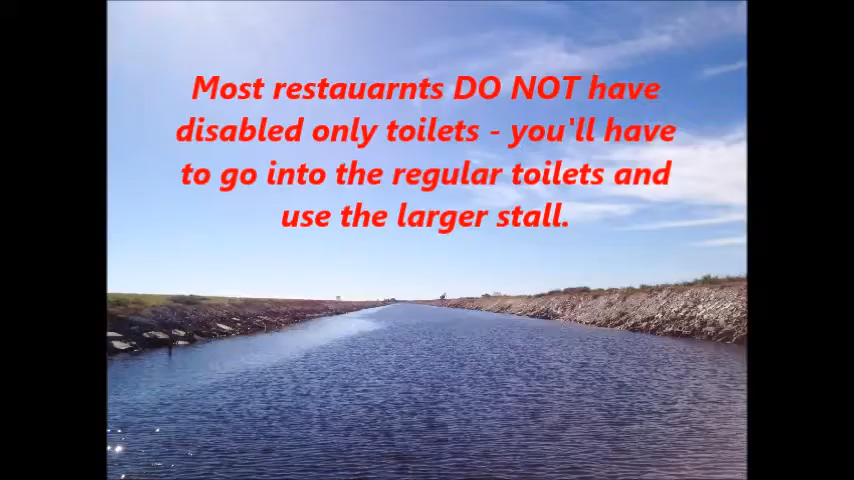 Most restauarnts DO NOT have
disabled only toilets - you'll have
to go into the regular toilets and
use the larger stall.